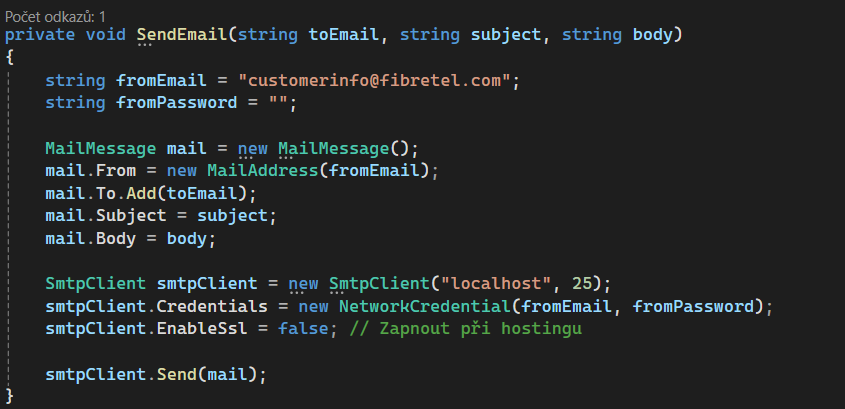 Počet odkazů: 1
private void SendEmail(string toEmail, string subject, string body)
{
string fromEmail = "customerinfo@fibretel.com";
string fromPassword = "";
MailMessage mail = new MailMessage();
mail.From = new MailAddress(fromEmail);
mail.To.Add(toEmail);
mail.Subject = subject;
mail.Body = body;
SmtpClient smtpClient = new SmtpClient("localhost", 25);
smtpClient.Credentials = new NetworkCredential(fromEmail, fromPassword);
smtpClient.EnableSsl = false; // Zapnout při hostingu
smtpClient.Send(mail);
}